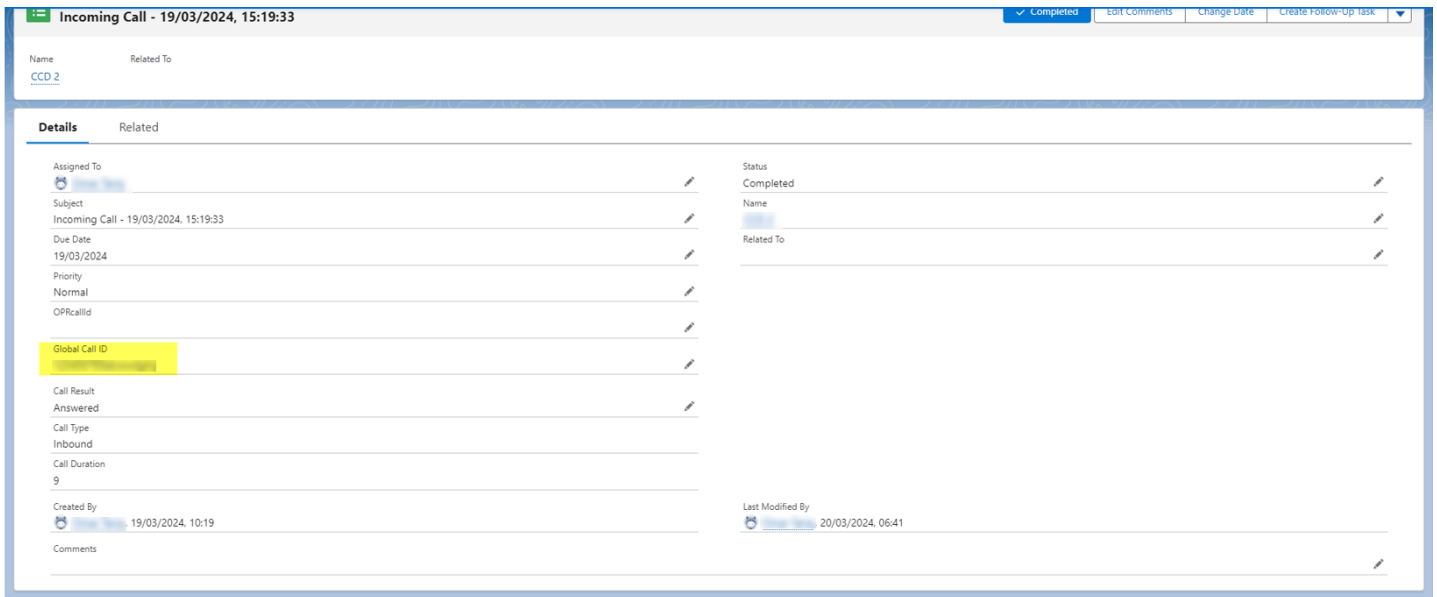 Incoming Call - 19/03/2024, 15:19:33
Completed
Edit Comments
Change Date
Create Follow-Up Task
Name
Related To
CCD 2
Details
Related
Assigned To
Status
Completed
Subject
Incoming Call - 19/03/2024, 15:19:33
Name
Due Date
19/03/2024
Related To
Priority
Normal
OPRcallId
Global Call ID
Call Result
Answered
Call Type
Inbound
Call Duration
9
Created By
, 19/03/2024, 10:19
Last Modified By
, 20/03/2024, 06:41
Comments